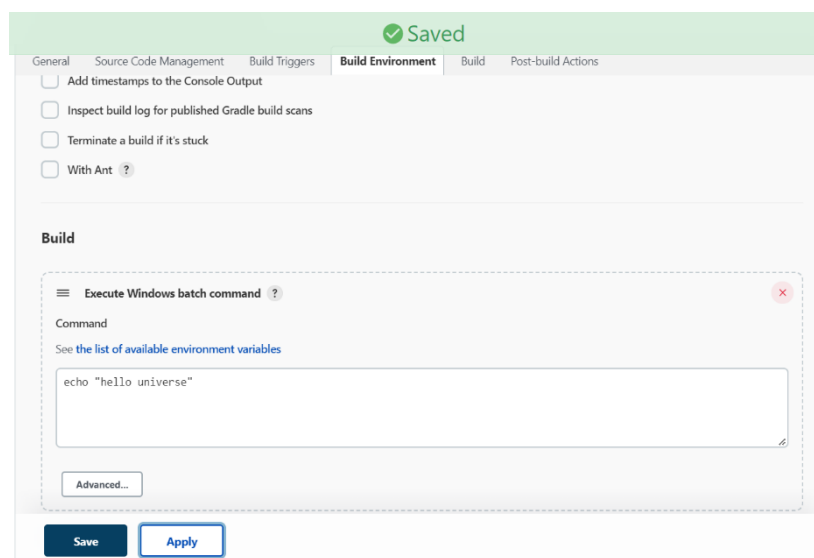 Saved
General Source Code Management Build Triggers Build Environment Build Post-build Actions
Add timestamps to the Console Output
Inspect build log for published Gradle build scans
Terminate a build if it's stuck
With Ant ?
Build
Execute Windows batch command ?
Command
See the list of available environment variables
echo "hello universe"
Advanced...
Save Apply